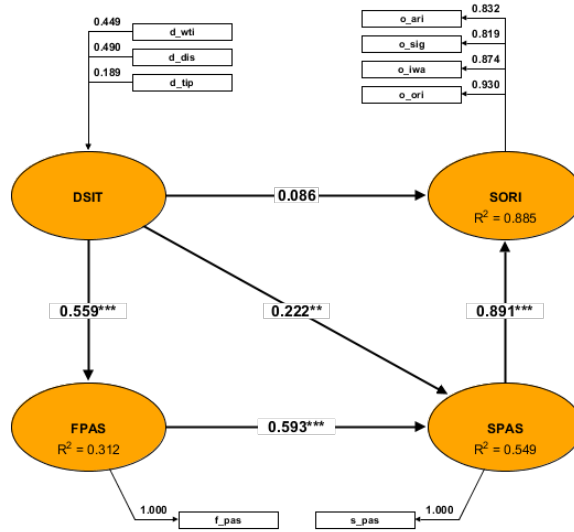 0.449
d_wti
0.490
d_dis
0.189
d_tip
0.832
o_ari
0.819
o_sig
0.874
o_iwa
0.930
o_ori
DSIT
0.086
SORI
R² = 0.885
0.559***
0.222**
0.891***
FPAS
R² = 0.312
0.593***
SPAS
R² = 0.549
1.000
f_pas
s_pas
1.000